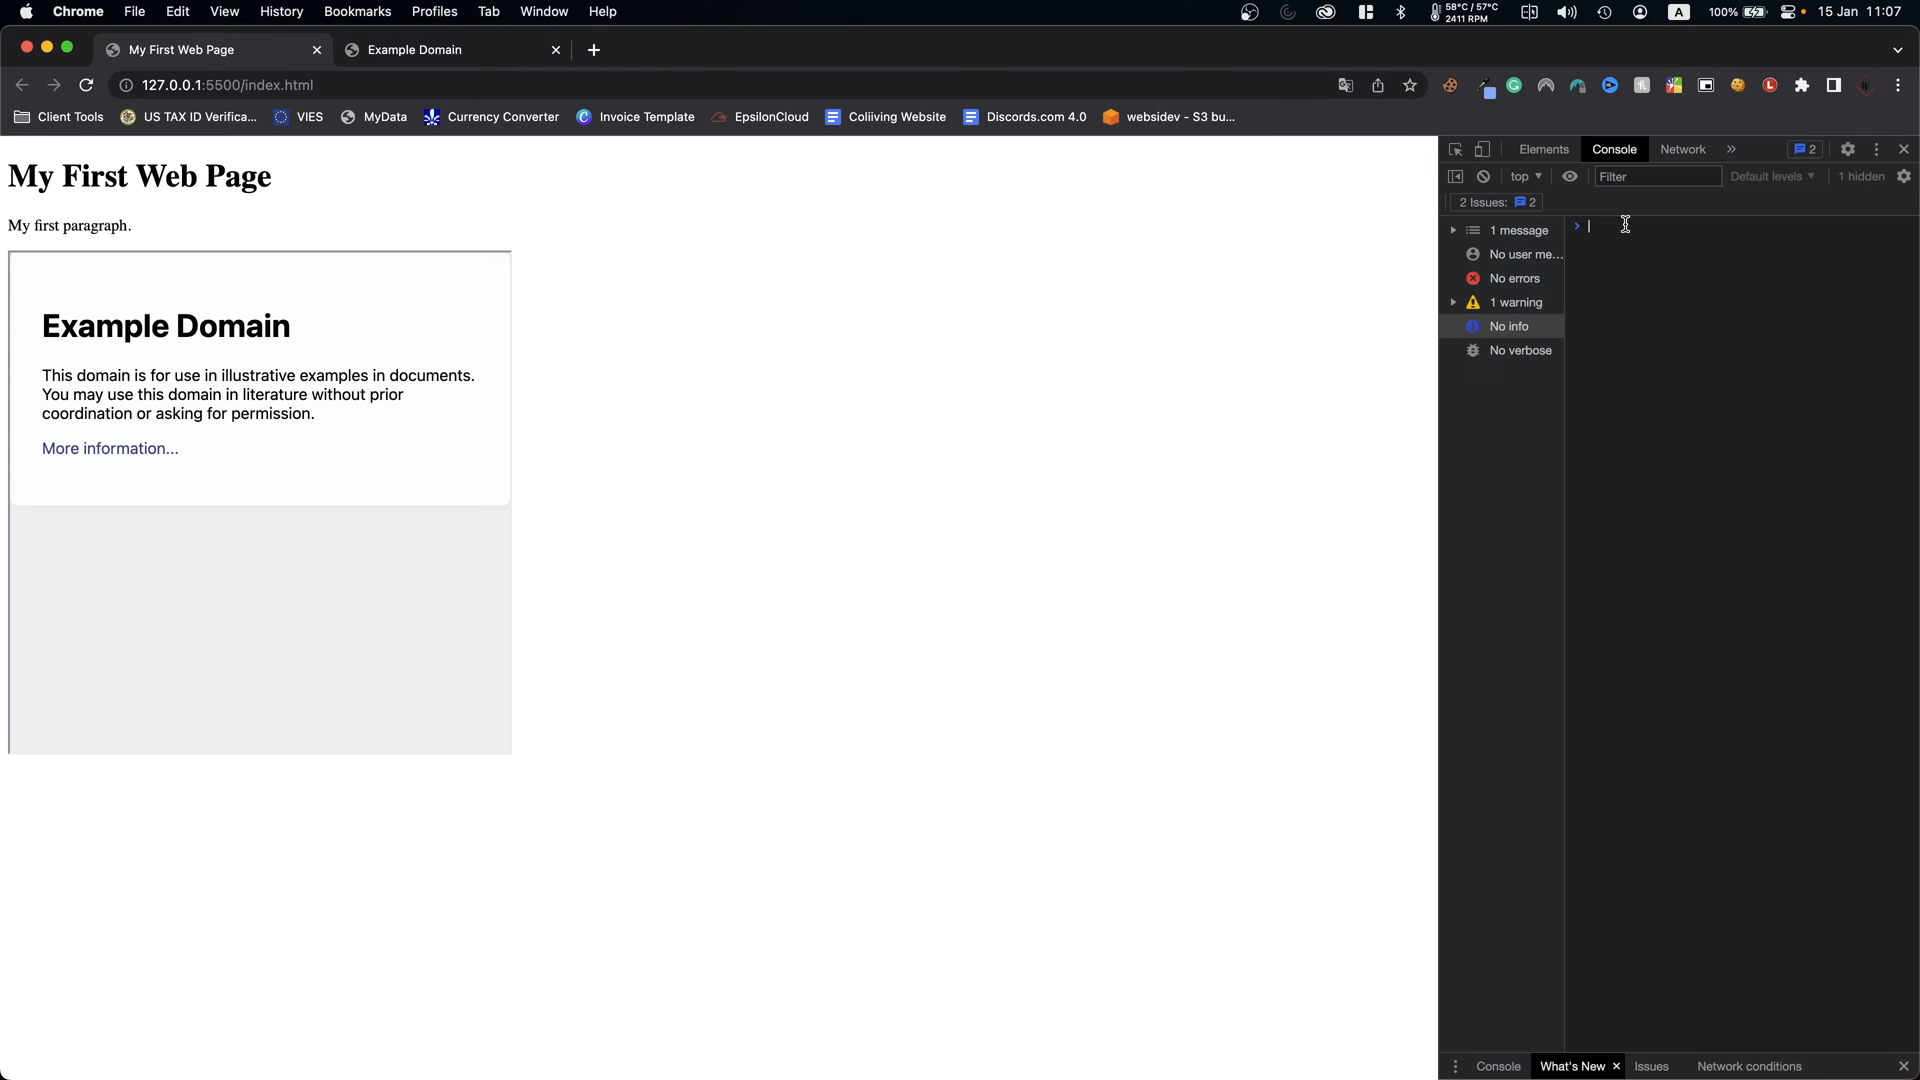 Chrome File Edit View History Bookmarks Profiles Tab Window Help 58°C / 57°C 2411 RPM A 100% 15 Jan 11:07
My First Web Page Example Domain
127.0.0.1:5500/index.html
Client Tools US TAX ID Verifica... VIES MyData Currency Converter Invoice Template EpsilonCloud Coliiving Website Discords.com 4.0 websidev - S3 bu...
My First Web Page
My first paragraph.
Example Domain
This domain is for use in illustrative examples in documents.
You may use this domain in literature without prior
coordination or asking for permission.
More information...
Elements Console Network » 2
top Filter Default levels 1 hidden
2 Issues: 2
1 message
No user me...
No errors
1 warning
No info
No verbose
Console What's New Issues Network conditions